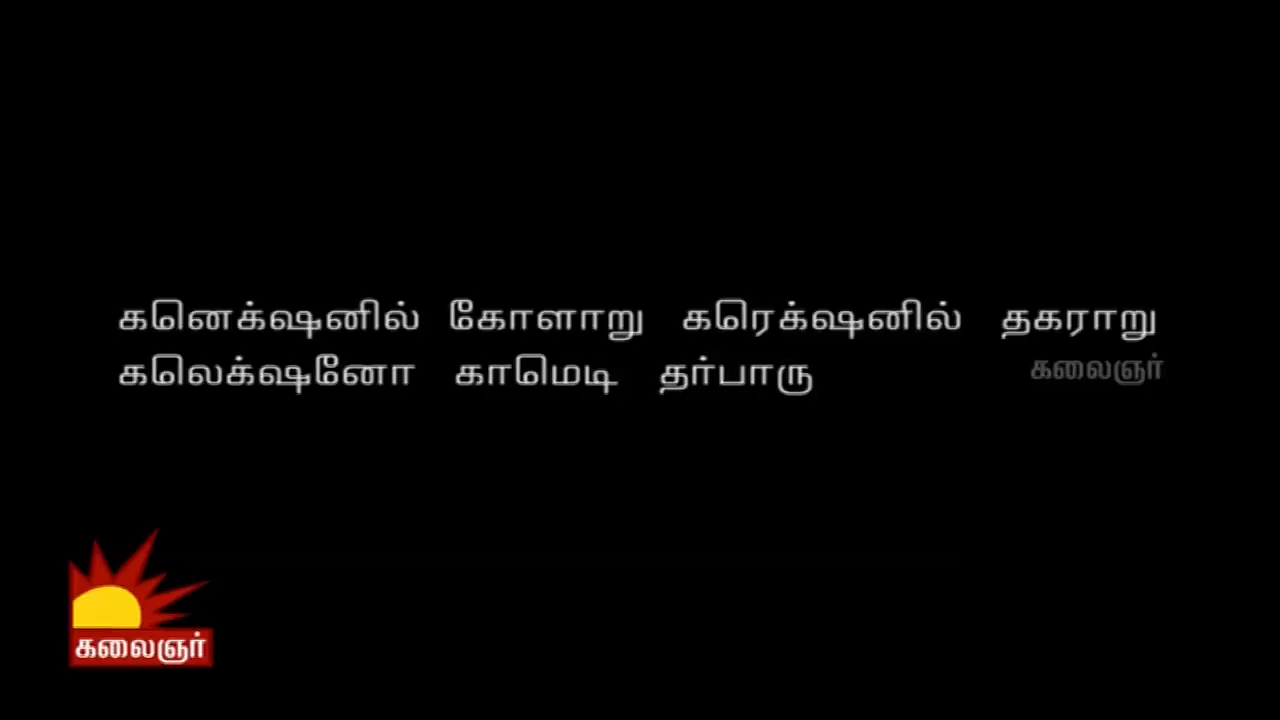 கனெக்‌ஷனில் கோளாறு கரெக்‌ஷனில் தகராறு
கலெக்‌ஷனோ காமெடி தர்பாரு
கலைஞர்
கலைஞர்